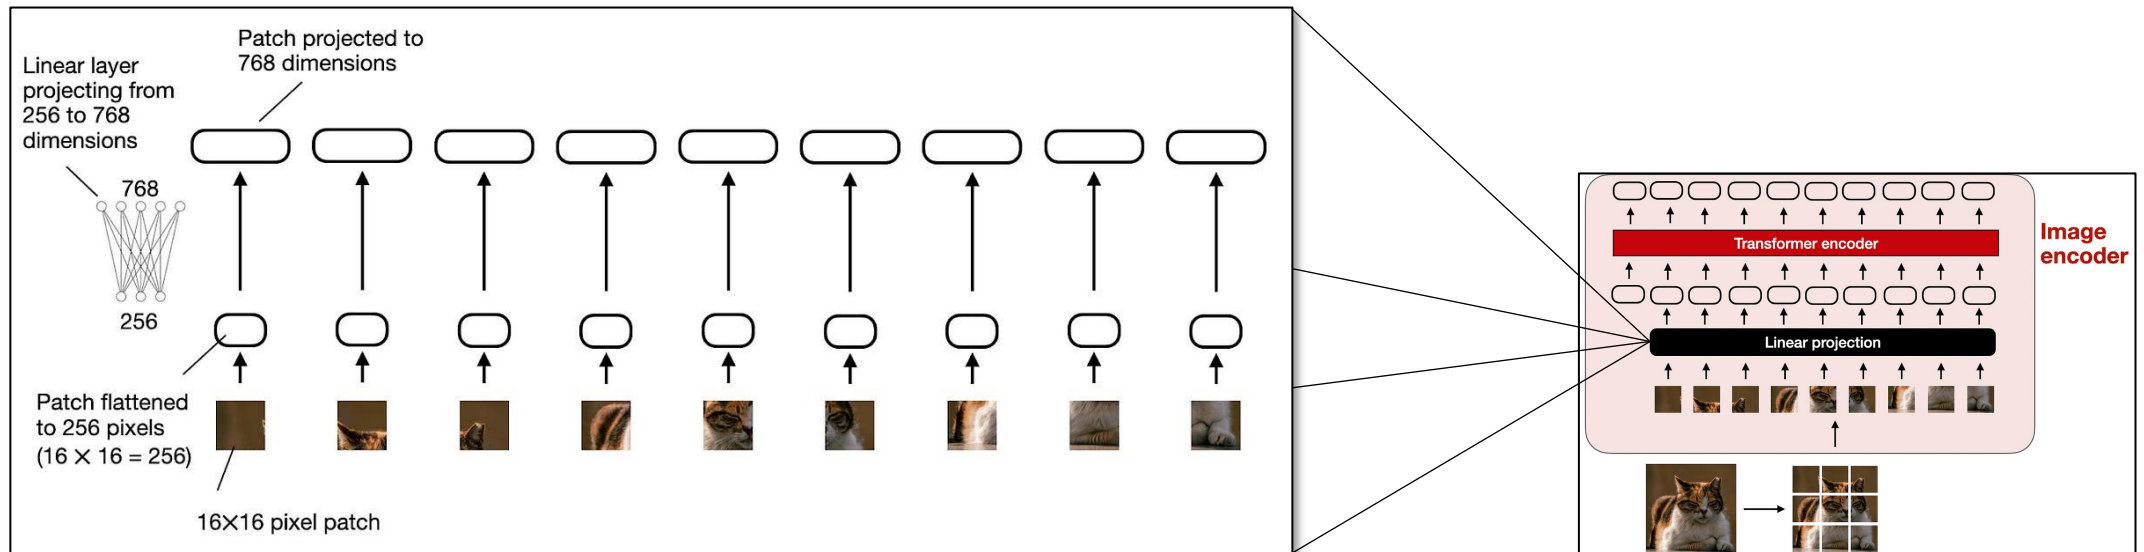 Patch projected to
768 dimensions
Linear layer
projecting from
256 to 768
dimensions
768
256
Patch flattened
to 256 pixels
(16 × 16 = 256)
16×16 pixel patch
Transformer encoder
Image
encoder
Linear projection